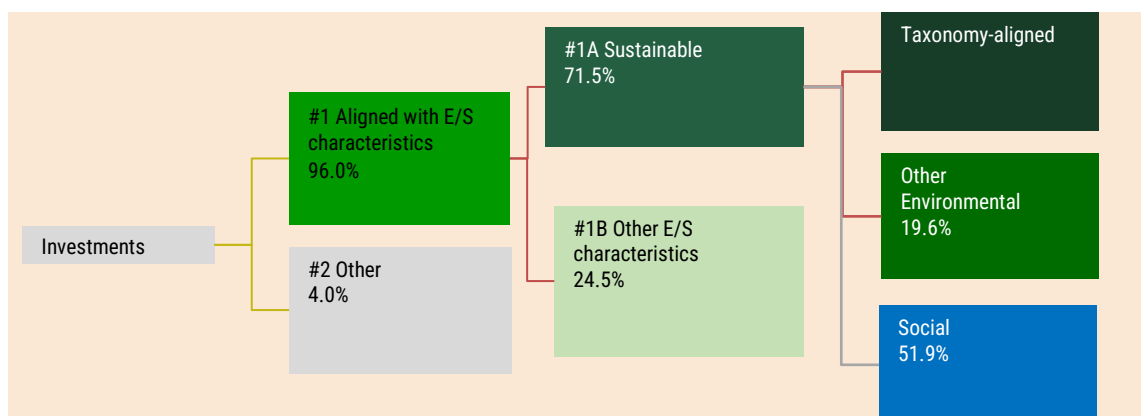 Investments
#1 Aligned with E/S
characteristics
96.0%
#2 Other
4.0%
#1A Sustainable
71.5%
#1B Other E/S
characteristics
24.5%
Taxonomy-aligned
Other
Environmental
19.6%
Social
51.9%